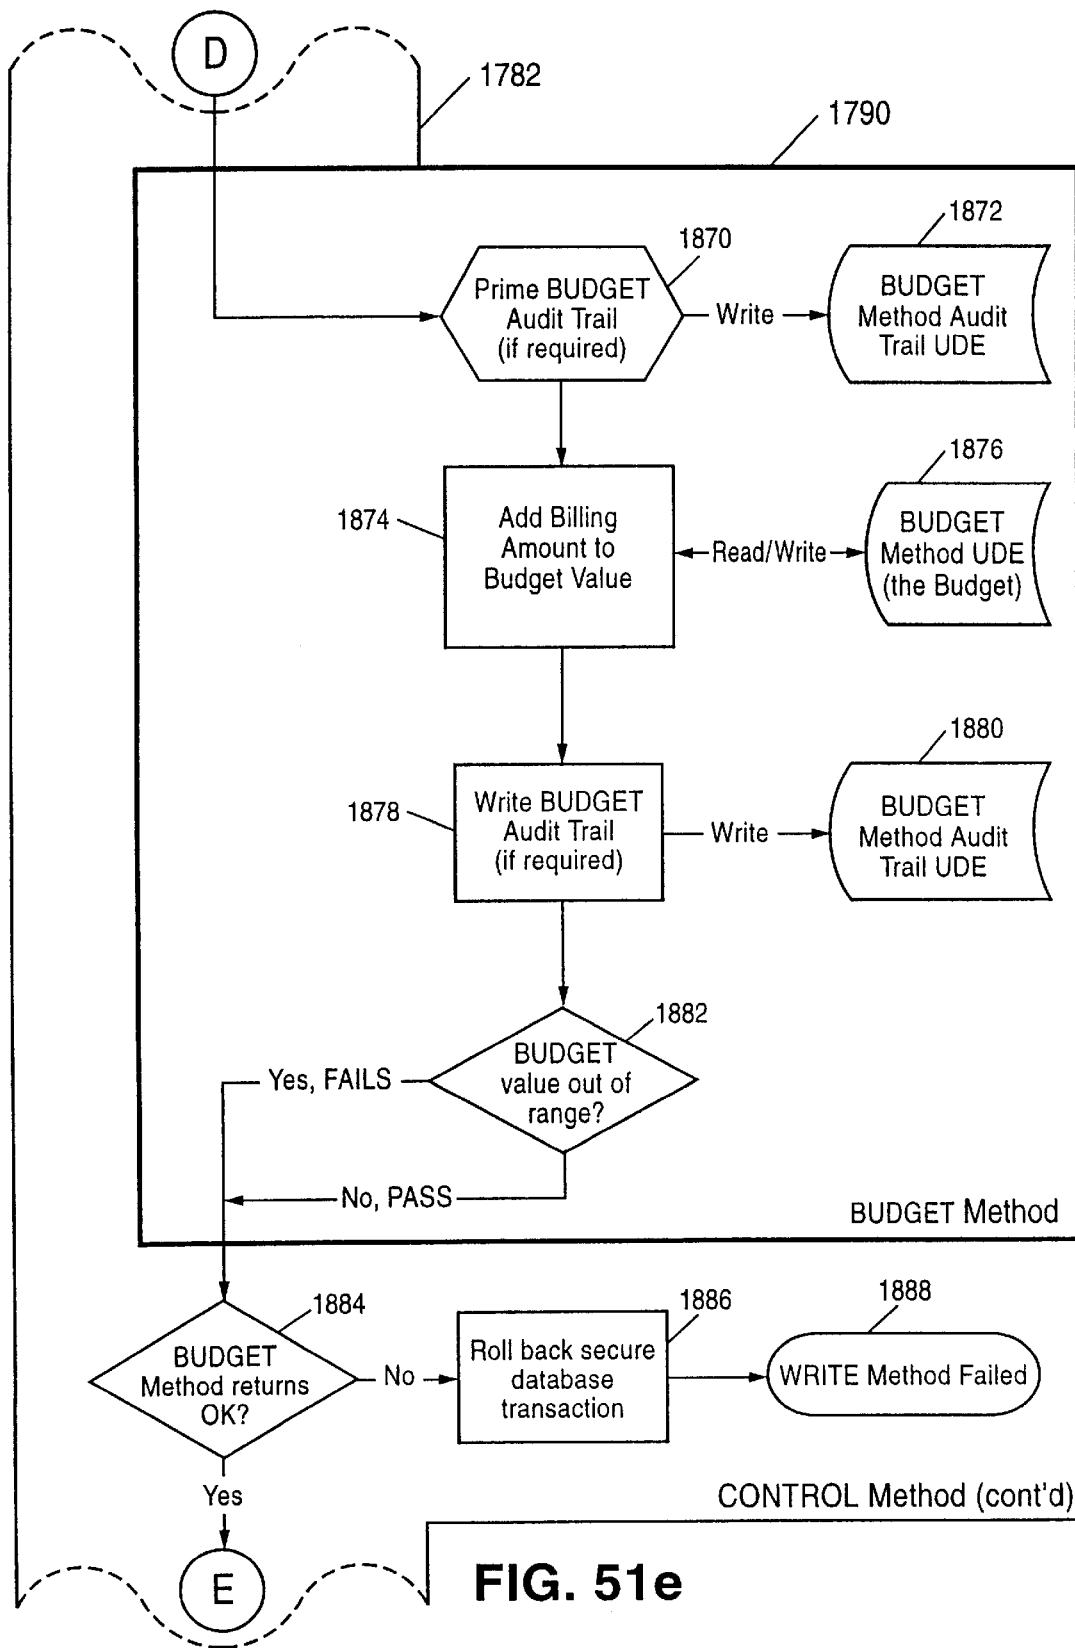 D
1782
1790
1870
1872
Prime BUDGET
Audit Trail
(if required)
Write
BUDGET
Method Audit
Trail UDE
1874
Add Billing
Amount to
Budget Value
Read/Write
1876
BUDGET
Method UDE
(the Budget)
1878
Write BUDGET
Audit Trail
(if required)
Write
1880
BUDGET
Method Audit
Trail UDE
1882
BUDGET
value out of
range?
Yes, FAILS
No, PASS
BUDGET Method
1884
BUDGET
Method returns
OK?
No
1886
Roll back secure
database
transaction
1888
WRITE Method Failed
Yes
CONTROL Method (cont'd)
E
FIG. 51e